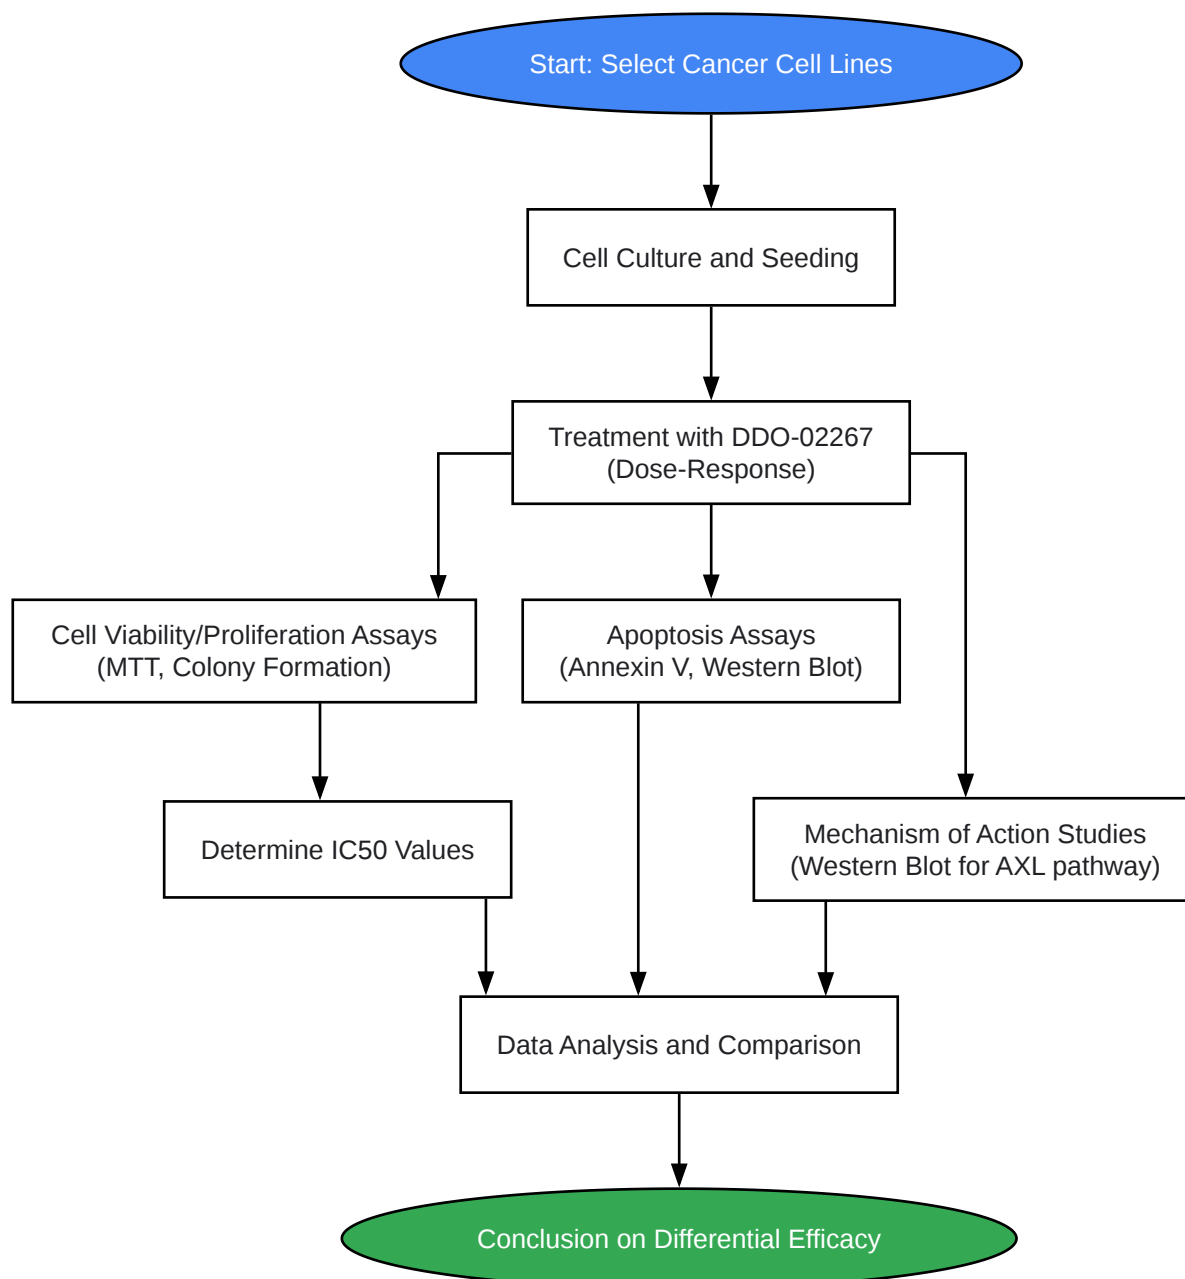 Start: Select Cancer Cell Lines
Cell Culture and Seeding
Treatment with DDO-02267
(Dose-Response)
Cell Viability/Proliferation Assays
(MTT, Colony Formation)
Apoptosis Assays
(Annexin V, Western Blot)
Determine IC50 Values
Mechanism of Action Studies
(Western Blot for AXL pathway)
Data Analysis and Comparison
Conclusion on Differential Efficacy